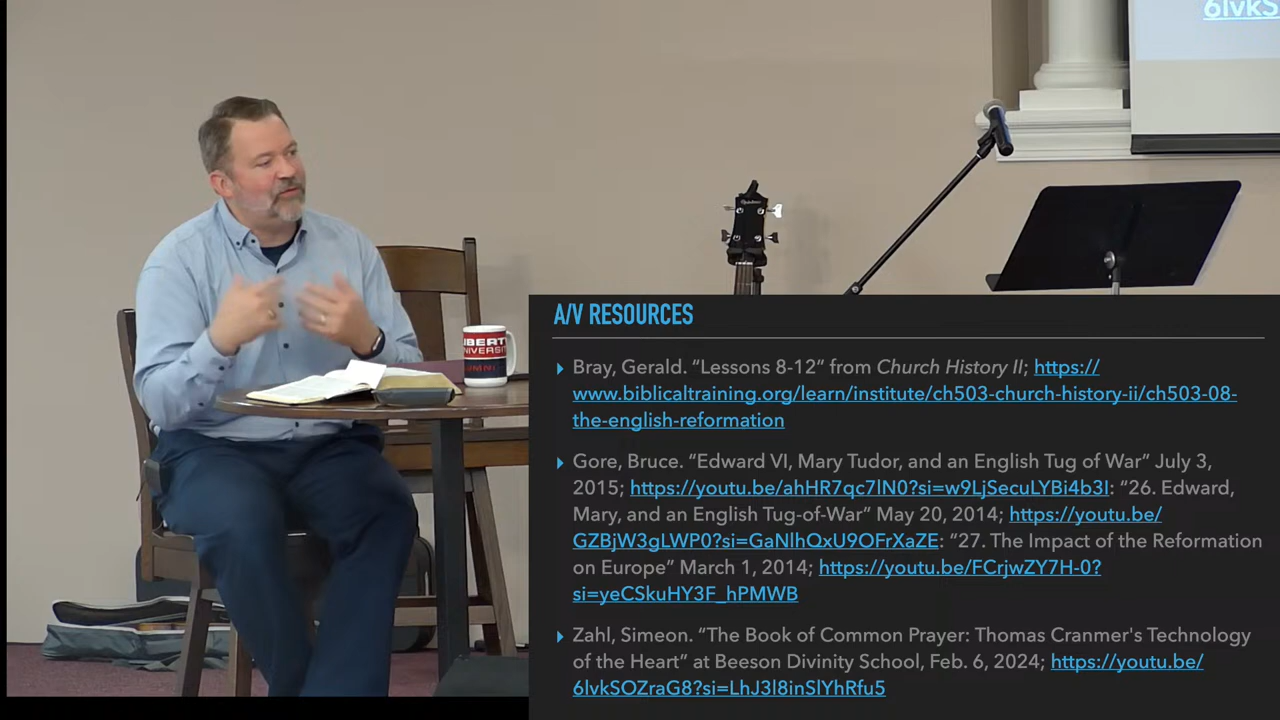 6lvkS
LIBERTY
UNIVERSITY
ALUMNI
A/V RESOURCES
Bray, Gerald. “Lessons 8-12” from Church History II; https://
www.biblicaltraining.org/learn/institute/ch503-church-history-ii/ch503-08-
the-english-reformation
Gore, Bruce. “Edward VI, Mary Tudor, and an English Tug of War” July 3,
2015; https://youtu.be/ahHR7qc7lN0?si=w9LjSecuLYBi4b3I: “26. Edward,
Mary, and an English Tug-of-War” May 20, 2014; https://youtu.be/
GZBjW3gLWP0?si=GaNlhQxU9OFrXaZE: “27. The Impact of the Reformation
on Europe” March 1, 2014; https://youtu.be/FCrjwZY7H-0?
si=yeCSkuHY3F_hPMWB
Zahl, Simeon. “The Book of Common Prayer: Thomas Cranmer's Technology
of the Heart” at Beeson Divinity School, Feb. 6, 2024; https://youtu.be/
6lvkSOZraG8?si=LhJ3l8inSlYhRfu5